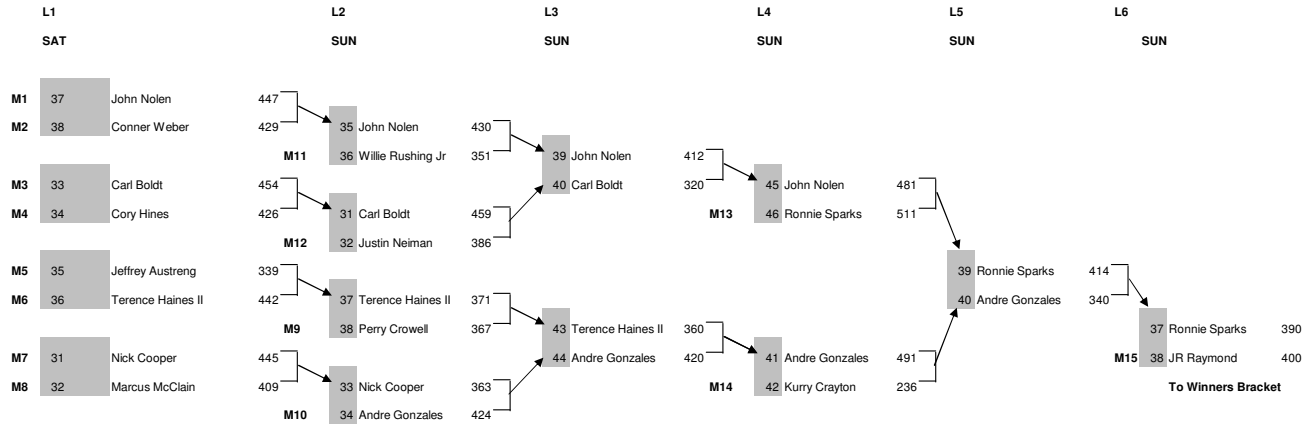 L1 L2 L3 L4 L5 L6
SAT SUN SUN SUN SUN SUN
M1 37 John Nolen 447
M2 38 Conner Weber 429 35 John Nolen 430
M11 36 Willie Rushing Jr 351 39 John Nolen 412
M3 33 Carl Boldt 454 40 Carl Boldt 320 45 John Nolen 481
M4 34 Cory Hines 426 31 Carl Boldt 459 M13 46 Ronnie Sparks 511
M12 32 Justin Neiman 386
M5 35 Jeffrey Austreng 339 39 Ronnie Sparks 414
M6 36 Terence Haines II 442 37 Terence Haines II 371 40 Andre Gonzales 340
M9 38 Perry Crowell 367 43 Terence Haines II 360 37 Ronnie Sparks 390
M7 31 Nick Cooper 445 44 Andre Gonzales 420 41 Andre Gonzales 491 M15 38 JR Raymond 400
M8 32 Marcus McClain 409 33 Nick Cooper 363 M14 42 Kurry Crayton 236 To Winners Bracket
M10 34 Andre Gonzales 424